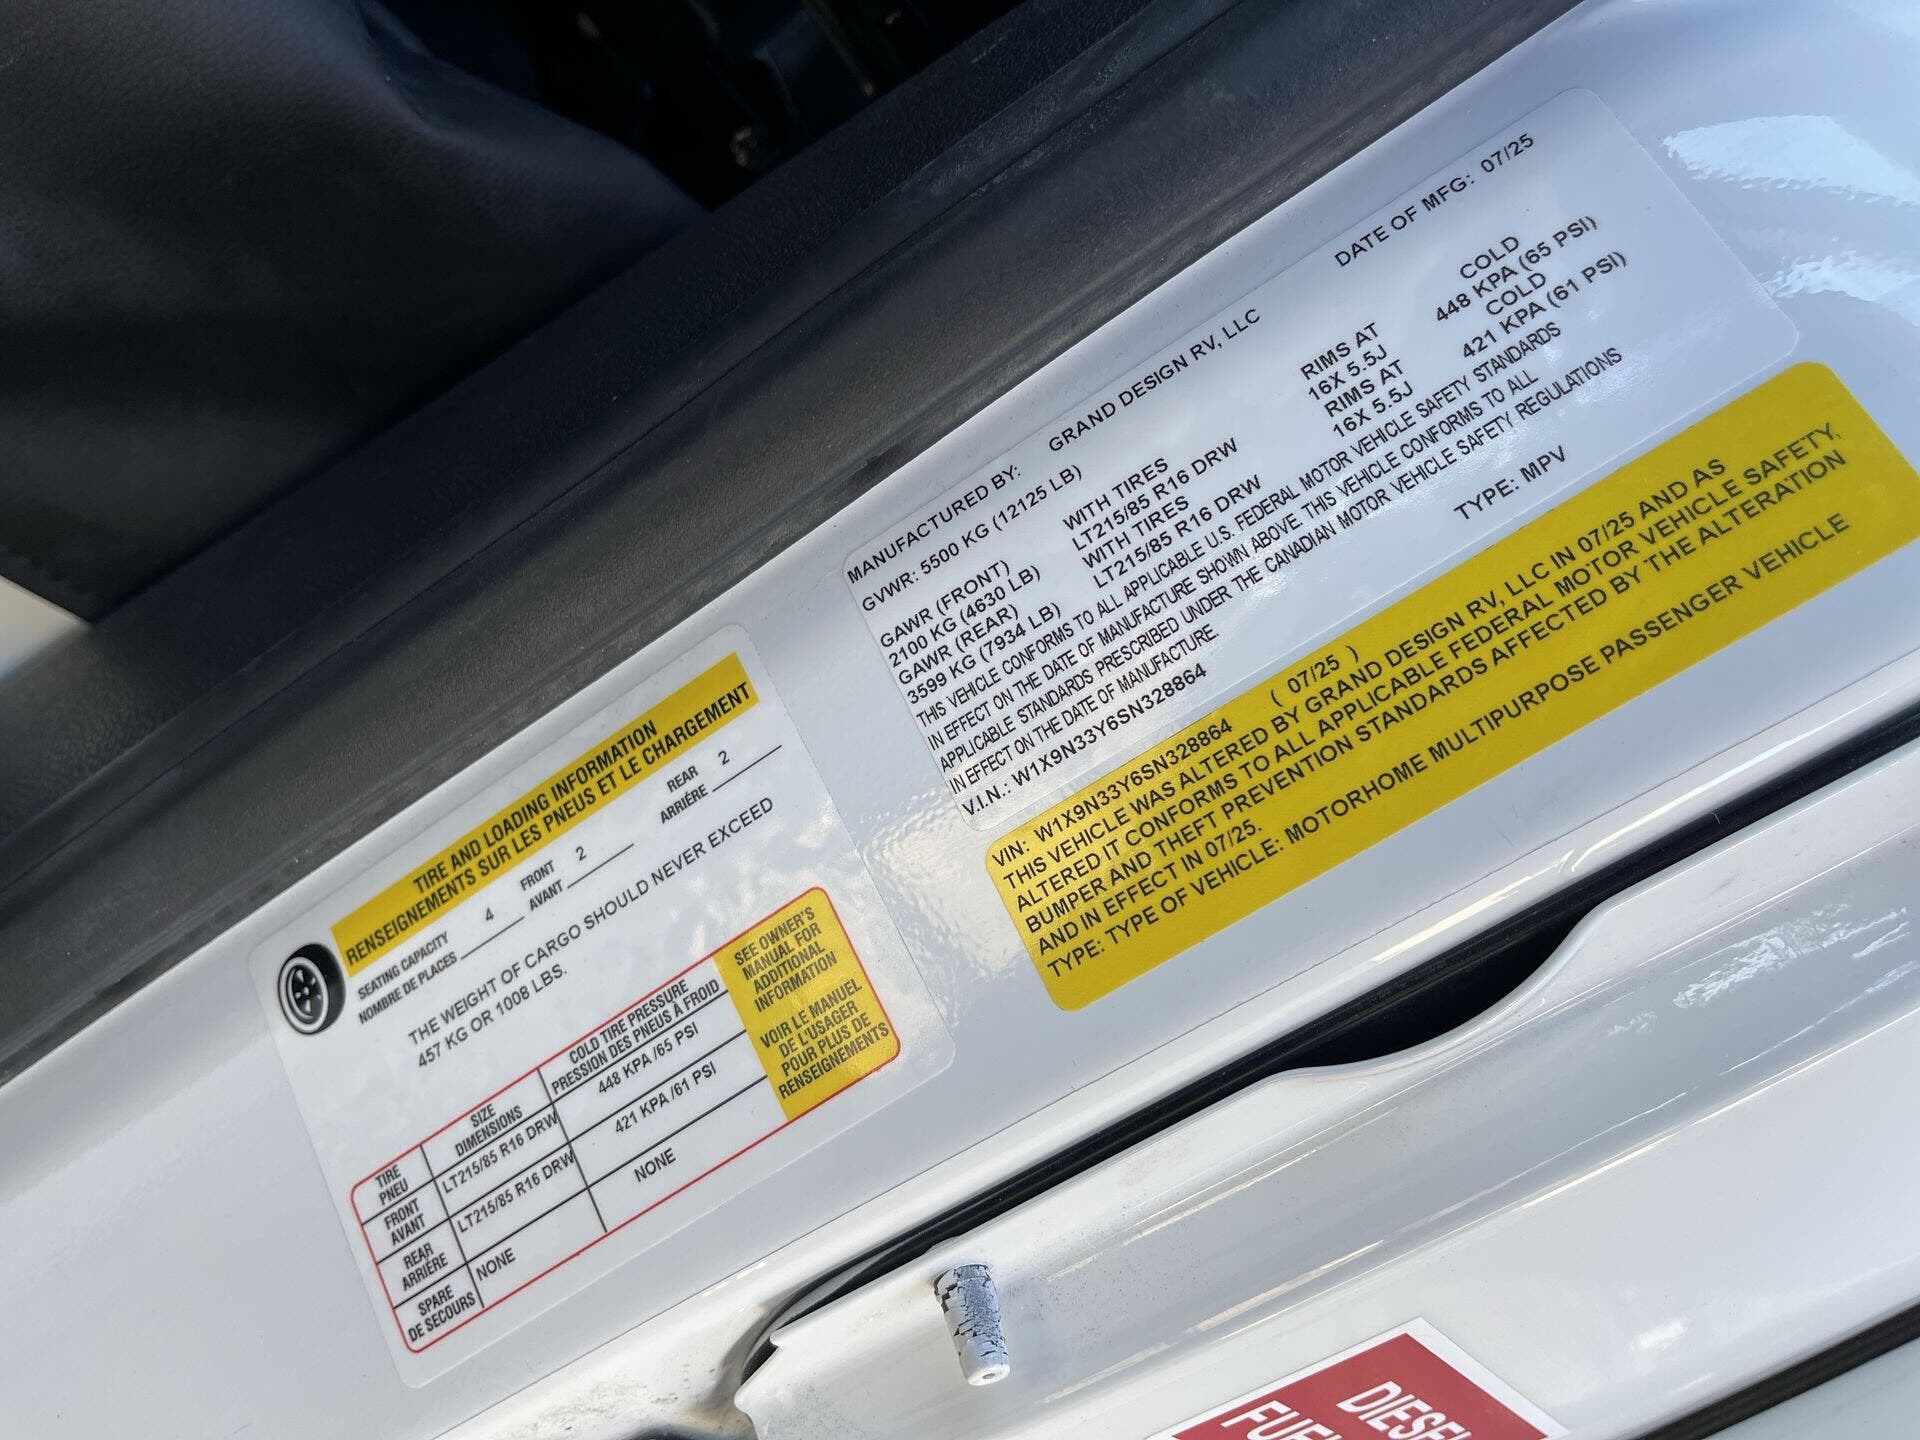 MANUFACTURED BY: GRAND DESIGN RV, LLC DATE OF MFG: 07/25
GVWR: 5500 KG (12125 LB)
GAWR (FRONT) WITH TIRES RIMS AT COLD
2100 KG (4630 LB) LT215/85 R16 DRW 16X 5.5J 448 KPA (65 PSI)
GAWR (REAR) WITH TIRES RIMS AT COLD
3599 KG (7934 LB) LT215/85 R16 DRW 16X 5.5J 421 KPA (61 PSI)
THIS VEHICLE CONFORMS TO ALL APPLICABLE U.S. FEDERAL MOTOR VEHICLE SAFETY STANDARDS
IN EFFECT ON THE DATE OF MANUFACTURE SHOWN ABOVE. THIS VEHICLE CONFORMS TO ALL
APPLICABLE STANDARDS PRESCRIBED UNDER THE CANADIAN MOTOR VEHICLE SAFETY REGULATIONS
IN EFFECT ON THE DATE OF MANUFACTURE.
V.I.N.: W1X9N33Y6SN328864 TYPE: MPV
VIN: W1X9N33Y6SN328864 ( 07/25 )
THIS VEHICLE WAS ALTERED BY GRAND DESIGN RV, LLC IN 07/25 AND AS
ALTERED IT CONFORMS TO ALL APPLICABLE FEDERAL MOTOR VEHICLE SAFETY,
BUMPER AND THEFT PREVENTION STANDARDS AFFECTED BY THE ALTERATION
AND IN EFFECT IN 07/25.
TYPE: TYPE OF VEHICLE: MOTORHOME MULTIPURPOSE PASSENGER VEHICLE
TIRE AND LOADING INFORMATION
RENSEIGNEMENTS SUR LES PNEUS ET LE CHARGEMENT
SEATING CAPACITY 4 FRONT 2 REAR 2
NOMBRE DE PLACES AVANT ARRIÉRE
THE WEIGHT OF CARGO SHOULD NEVER EXCEED
457 KG OR 1008 LBS.
TIRE SIZE COLD TIRE PRESSURE
PNEU DIMENSIONS PRESSION DES PNEUS À FROID
FRONT LT215/85 R16 DRW 448 KPA /65 PSI
AVANT
REAR LT215/85 R16 DRW 421 KPA /61 PSI
ARRIÉRE
SPARE NONE NONE
DE SECOURS
SEE OWNER'S
MANUAL FOR
ADDITIONAL
INFORMATION
VOIR LE MANUEL
DE L'USAGER
POUR PLUS DE
RENSEIGNEMENTS